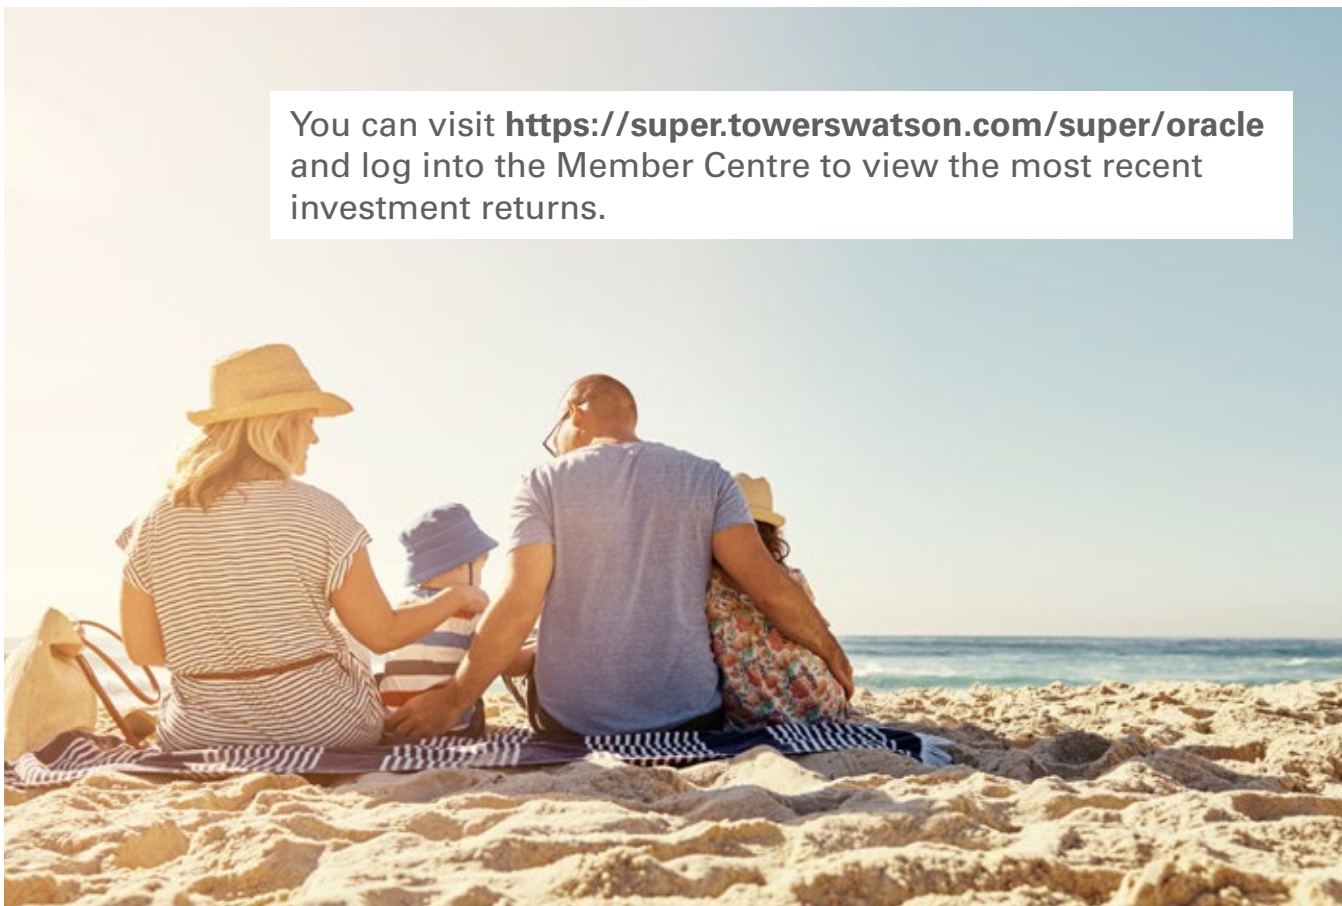 You can visit https://super.towerswatson.com/super/oracle
and log into the Member Centre to view the most recent
investment returns.